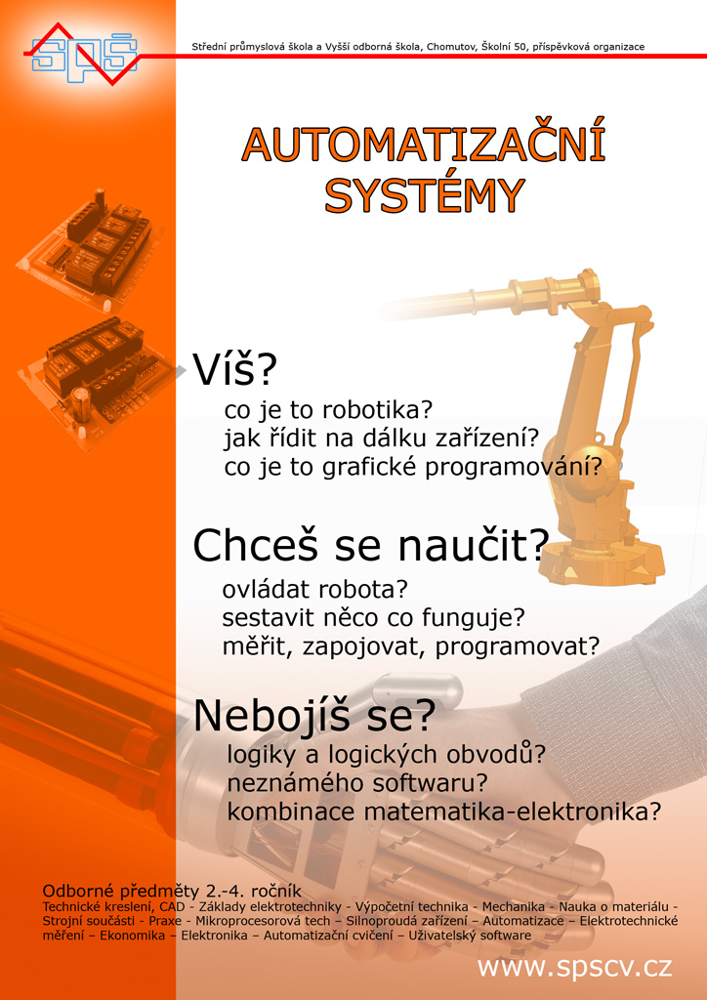 spš
Střední průmyslová škola a Vyšší odborná škola, Chomutov, Školní 50, příspěvková organizace
AUTOMATIZAČNÍ
SYSTÉMY
Víš?
co je to robotika?
jak řídit na dálku zařízení?
co je to grafické programování?
Chceš se naučit?
ovládat robota?
sestavit něco co funguje?
měřit, zapojovat, programovat?
Nebojíš se?
logiky a logických obvodů?
neznámého softwaru?
kombinace matematika-elektronika?
Odborné předměty 2.-4. ročník
Technické kreslení, CAD - Základy elektrotechniky - Výpočetní technika - Mechanika - Nauka o materiálu -
Strojní součásti - Praxe - Mikroprocesorová tech – Silnoproudá zařízení – Automatizace – Elektrotechnické
měření – Ekonomika – Elektronika – Automatizační cvičení – Uživatelský software
www.spscv.cz